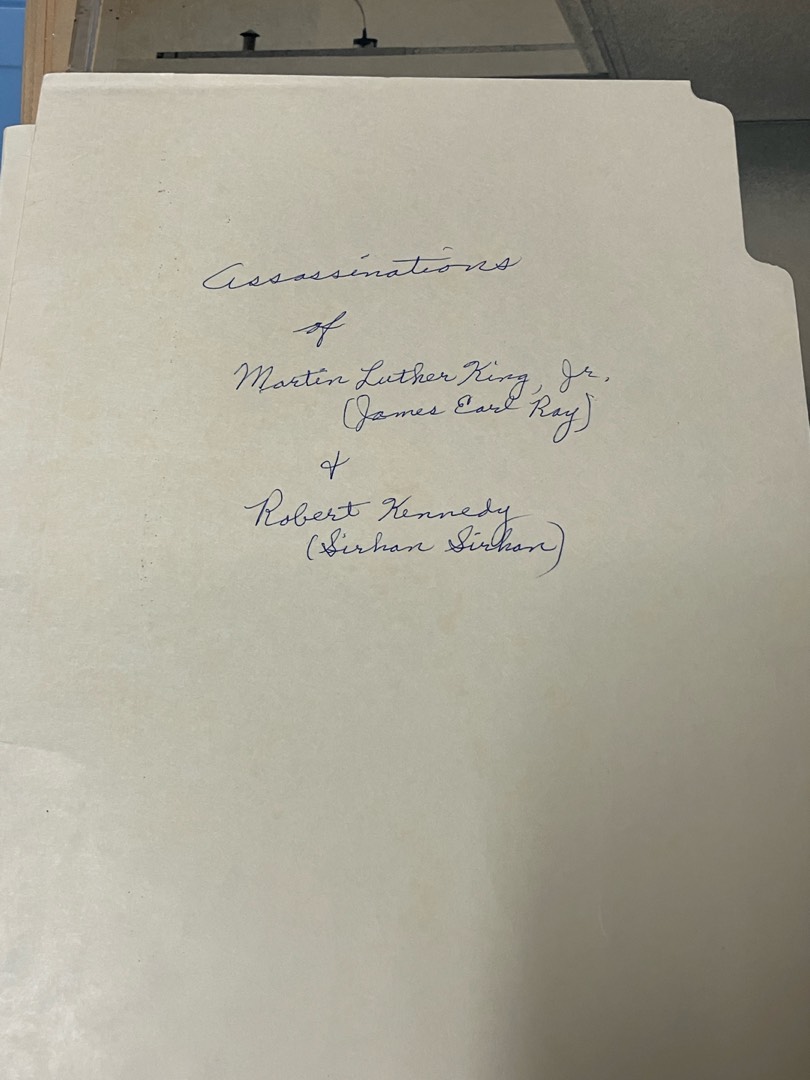 Assassinations
of
Martin Luther King, Jr.
(James Earl Ray)
&
Robert Kennedy
(Sirhan Sirhan)